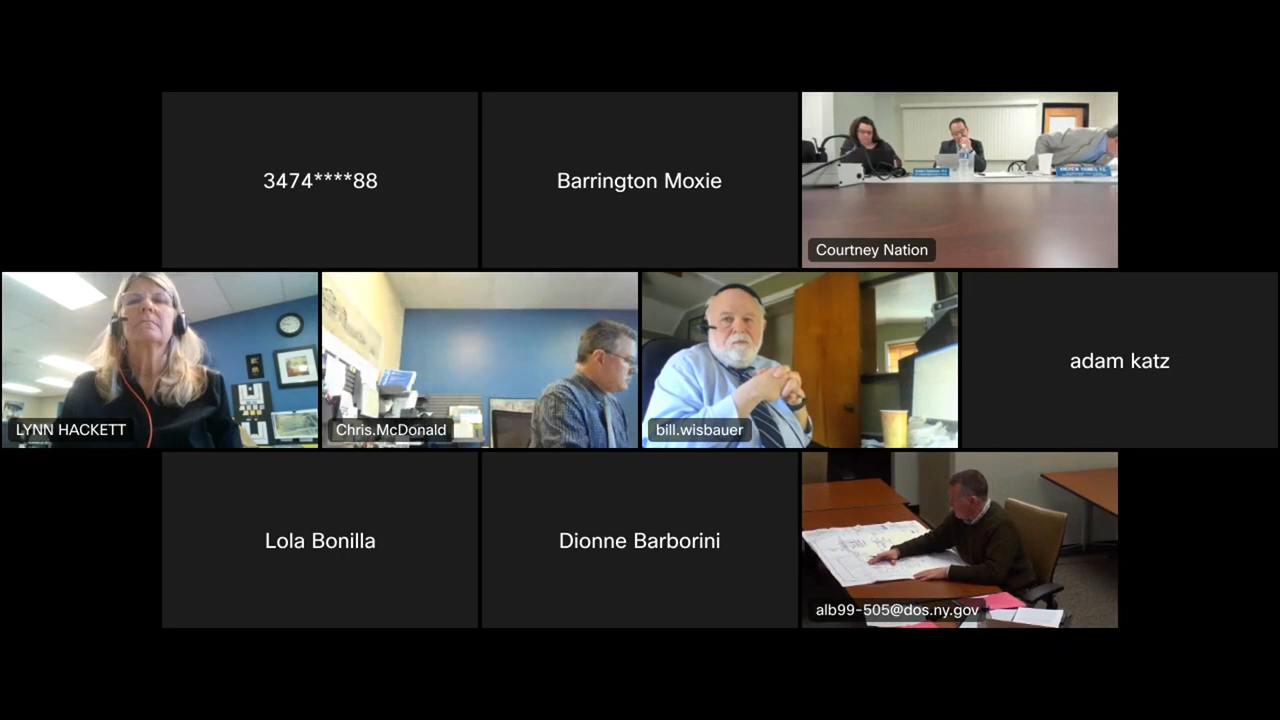 3474****88
Barrington Moxie
Courtney Nation
LYNN HACKETT
Chris.McDonald
bill.wisbauer
adam katz
Lola Bonilla
Dionne Barborini
alb99-505@dos.ny.gov